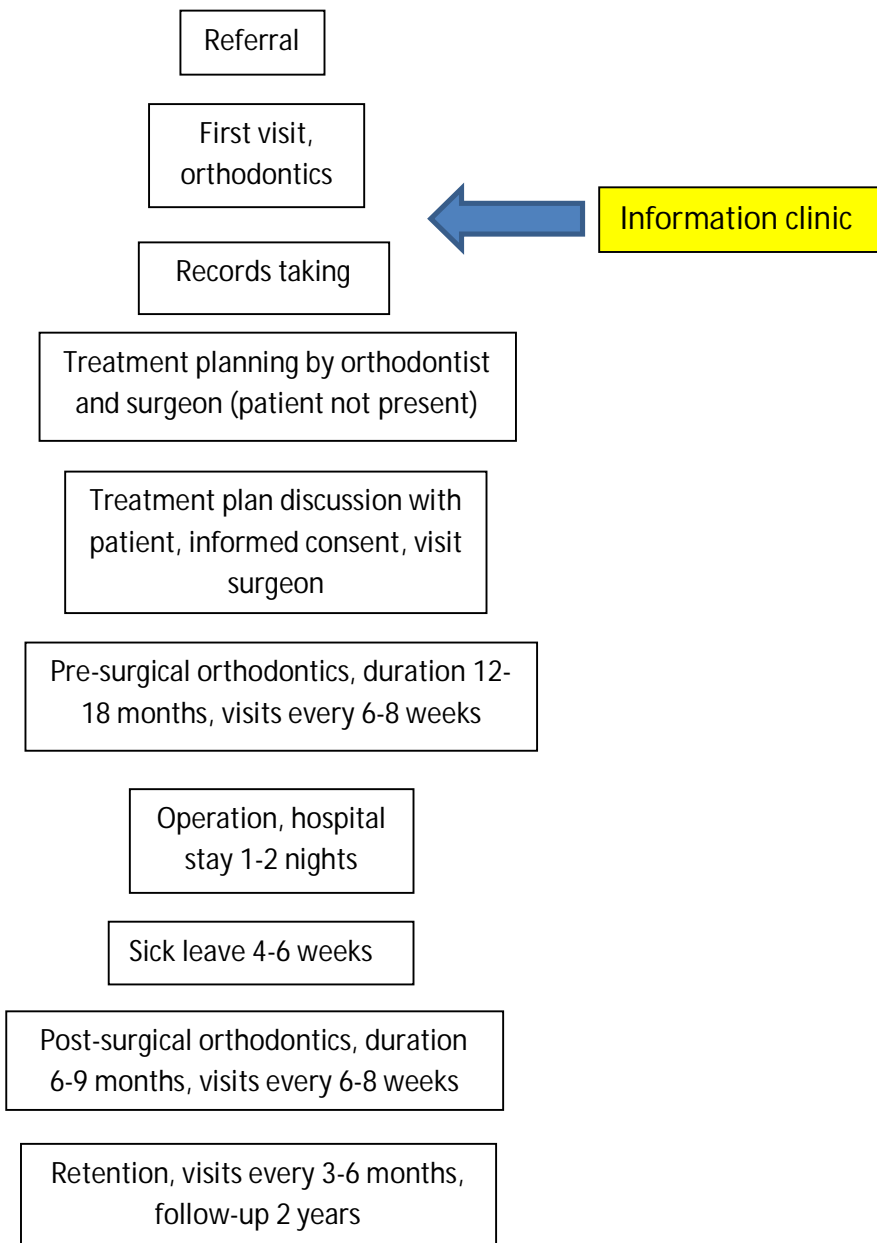 Referral
First visit,
orthodontics
Information clinic
Records taking
Treatment planning by orthodontist
and surgeon (patient not present)
Treatment plan discussion with
patient, informed consent, visit
surgeon
Pre-surgical orthodontics, duration 12-
18 months, visits every 6-8 weeks
Operation, hospital
stay 1-2 nights
Sick leave 4-6 weeks
Post-surgical orthodontics, duration
6-9 months, visits every 6-8 weeks
Retention, visits every 3-6 months,
follow-up 2 years